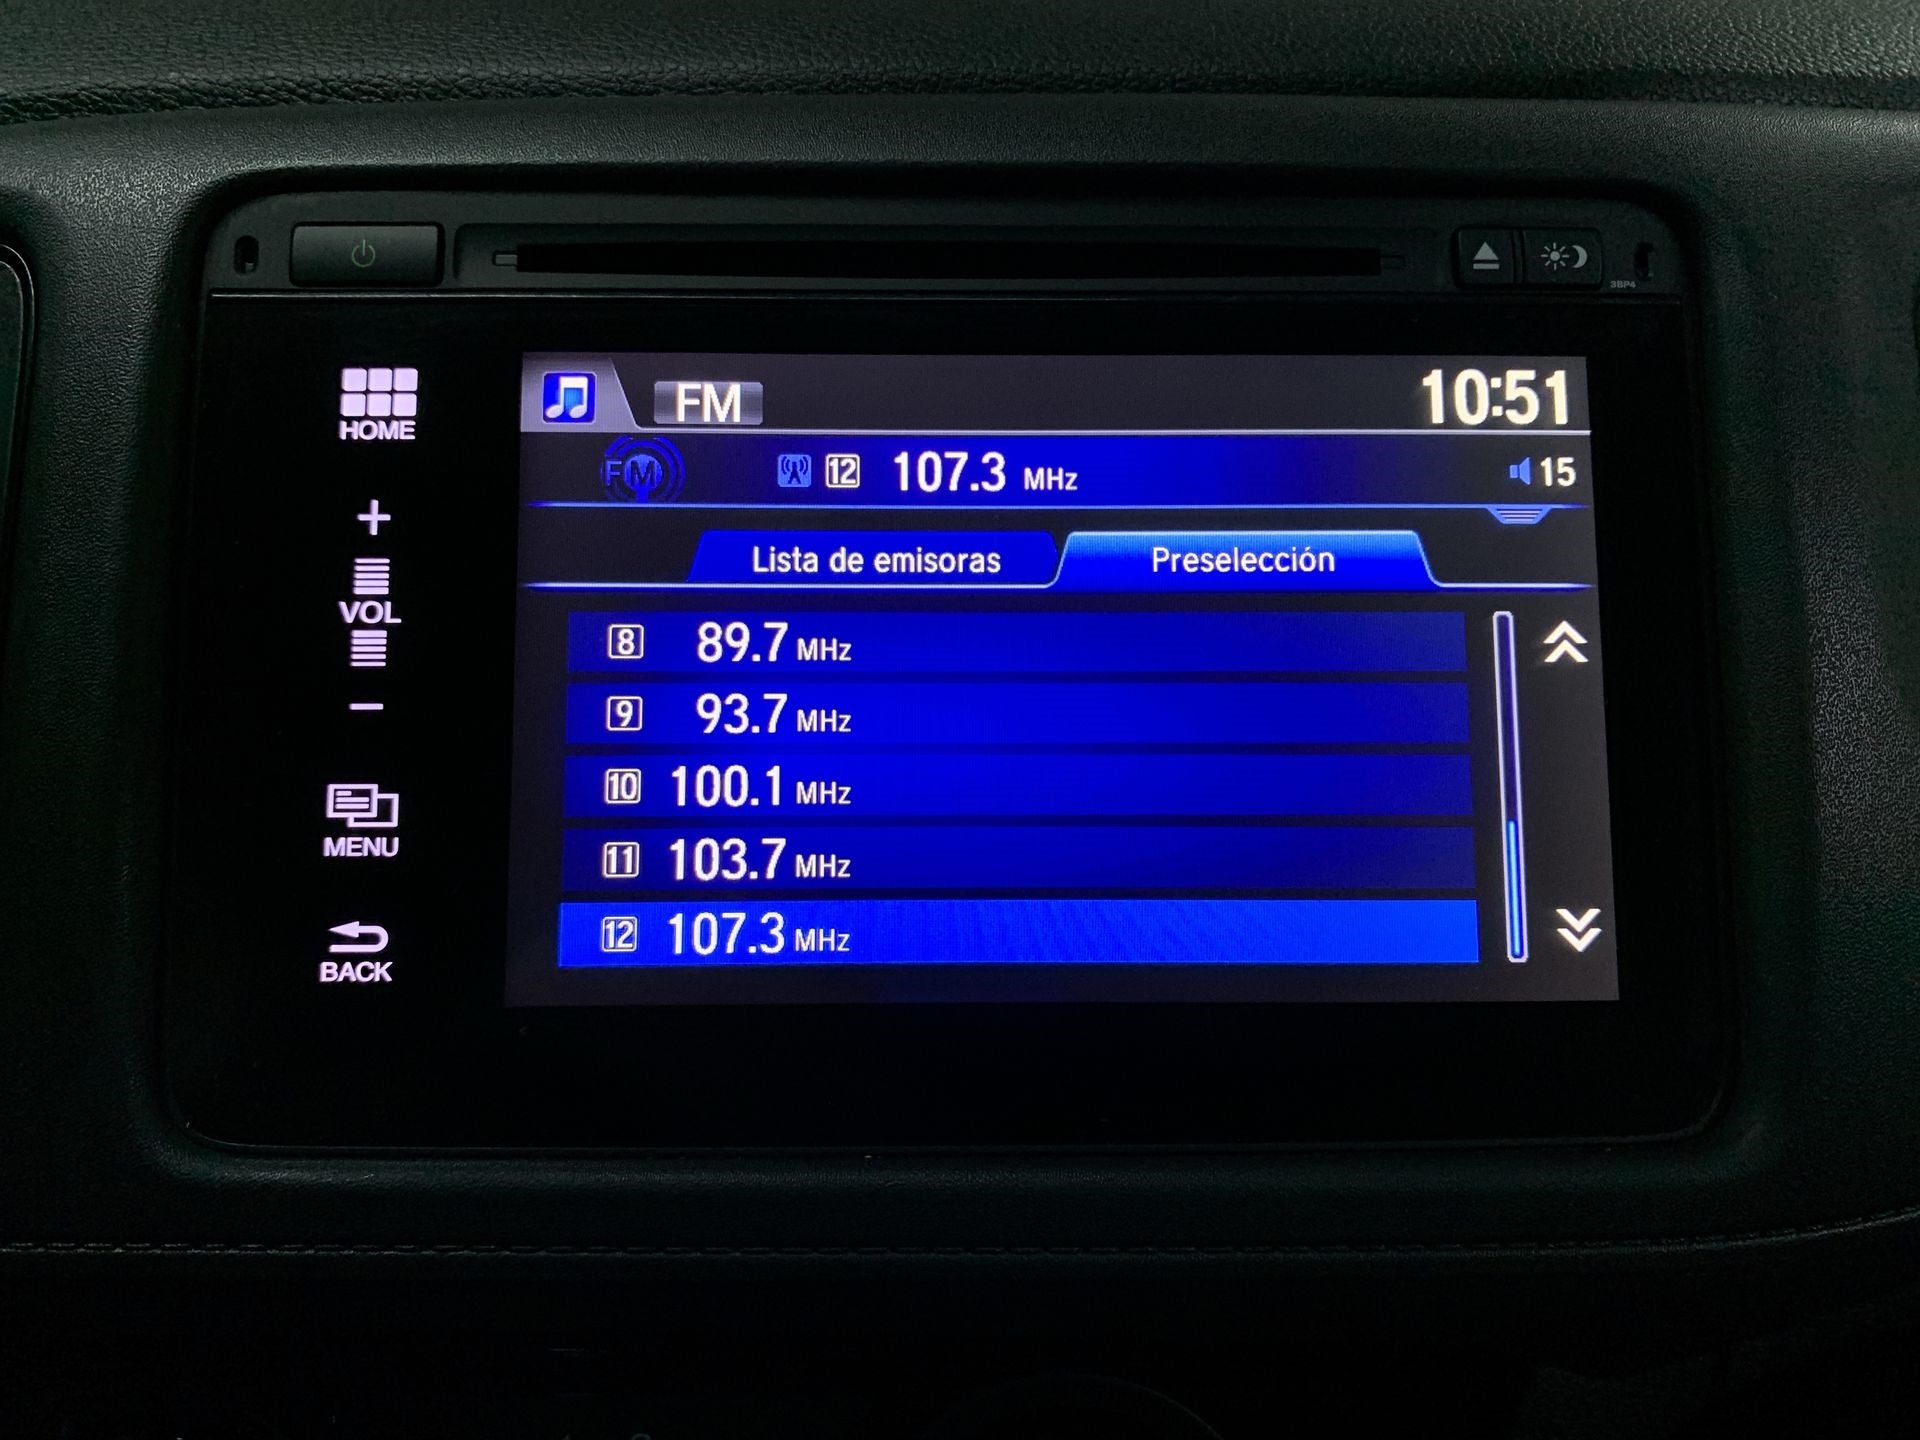 3BP4
HOME
FM
10:51
FM
12 107.3 MHz
15
+
VOL
−
Lista de emisoras
Preselección
8 89.7 MHz
9 93.7 MHz
10 100.1 MHz
11 103.7 MHz
12 107.3 MHz
MENU
BACK